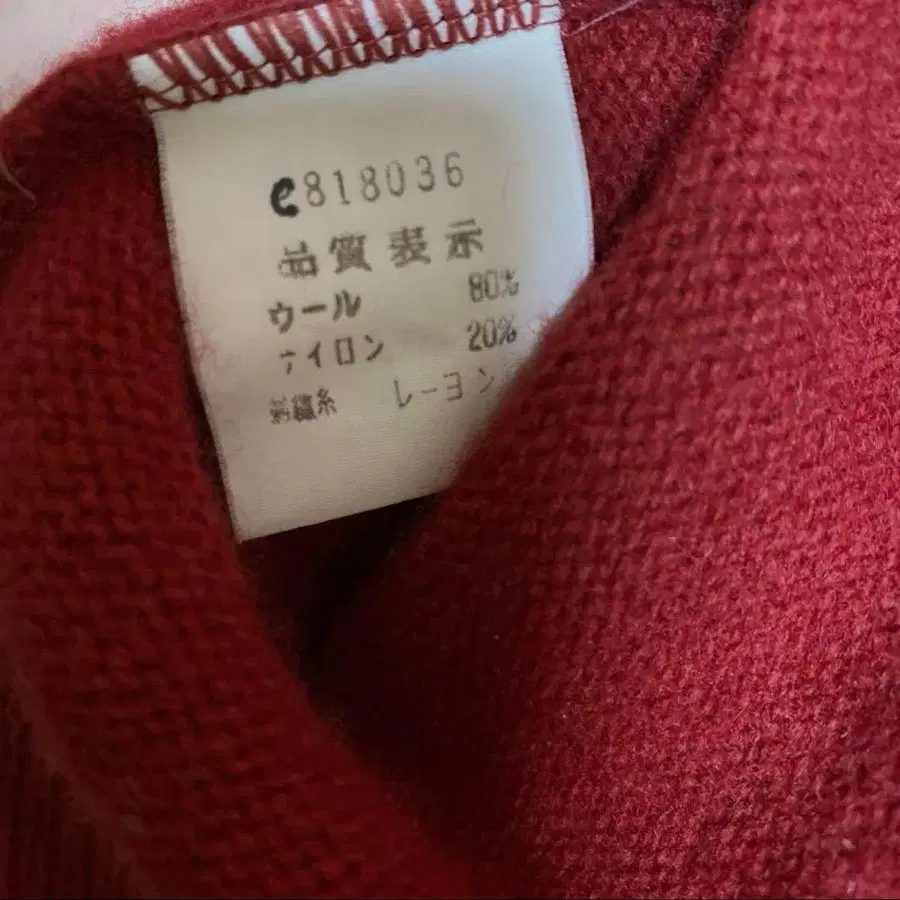 e818036
品質表示
ウール 80%
ナイロン 20%
刺繍糸 レーヨン